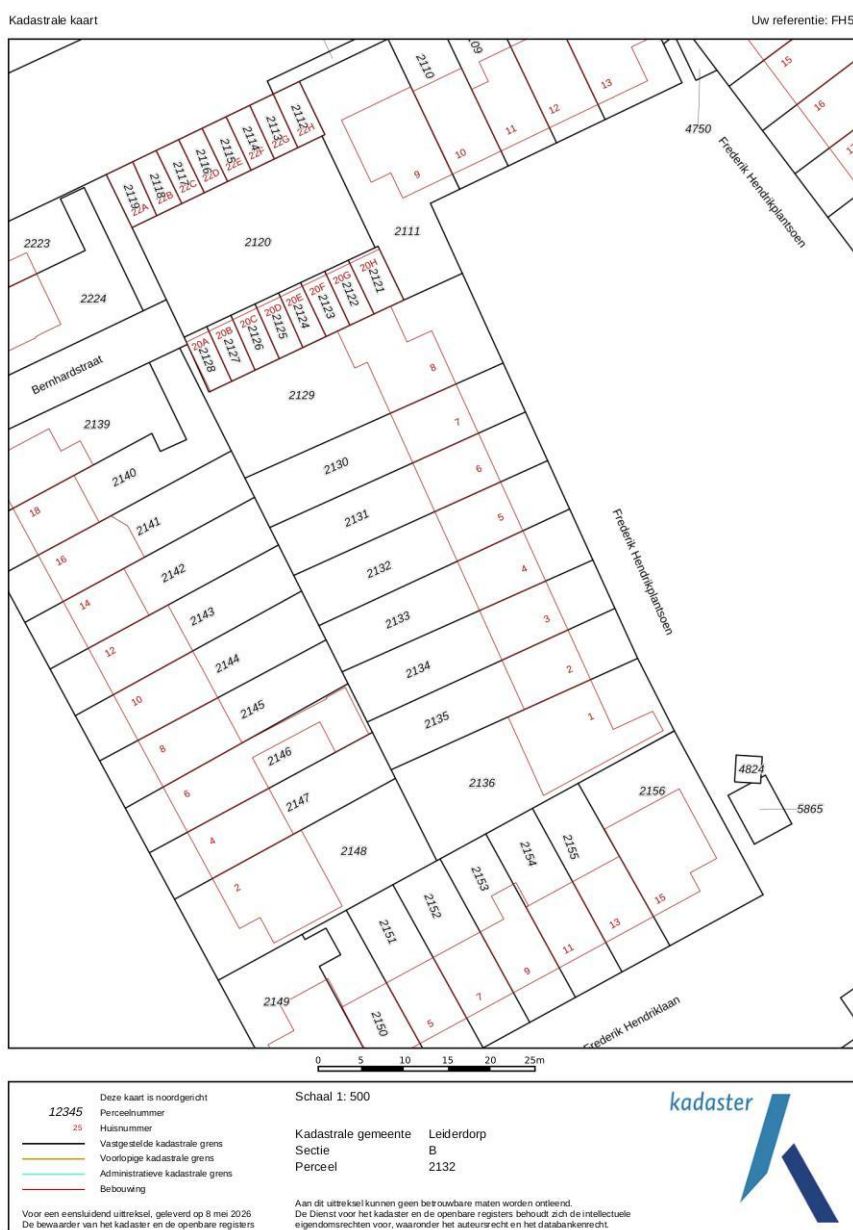 Kadastrale kaart
Uw referentie: FH5
2110
13
12
11
10
9
15
16
4750
Frederik Hendrikplantsoen
2112
2113
2114
2115
2116
2117
2118
2119
22H
22G
22F
22E
22D
22C
22B
22A
2223
2224
2120
2111
20H
20G
20F
20E
20D
20C
20B
20A
2121
2122
2123
2124
2125
2126
2127
2128
Bernhardstraat
2129
8
2139
7
2130
6
2140
18
2131
5
2141
16
2132
4
Frederik Hendrikplantsoen
2142
14
2133
3
2143
12
2134
2
2144
10
2135
1
2145
8
2146
6
2136
2156
4824
5865
2147
4
2148
2
2155
2154
2153
2152
2151
15
13
11
9
7
5
2149
2150
Frederik Hendriklaan
0 5 10 15 20 25m
Deze kaart is noordgericht
12345 Perceelnummer
25 Huisnummer
Vastgestelde kadastrale grens
Voorlopige kadastrale grens
Administratieve kadastrale grens
Bebouwing
Voor een eensluidend uittreksel, geleverd op 8 mei 2026
De bewaarder van het kadaster en de openbare registers
Schaal 1: 500
Kadastrale gemeente Leiderdorp
Sectie B
Perceel 2132
Aan dit uittreksel kunnen geen betrouwbare maten worden ontleend.
De Dienst voor het kadaster en de openbare registers behoudt zich de intellectuele
eigendomsrechten voor, waaronder het auteursrecht en het databankenrecht.
kadaster